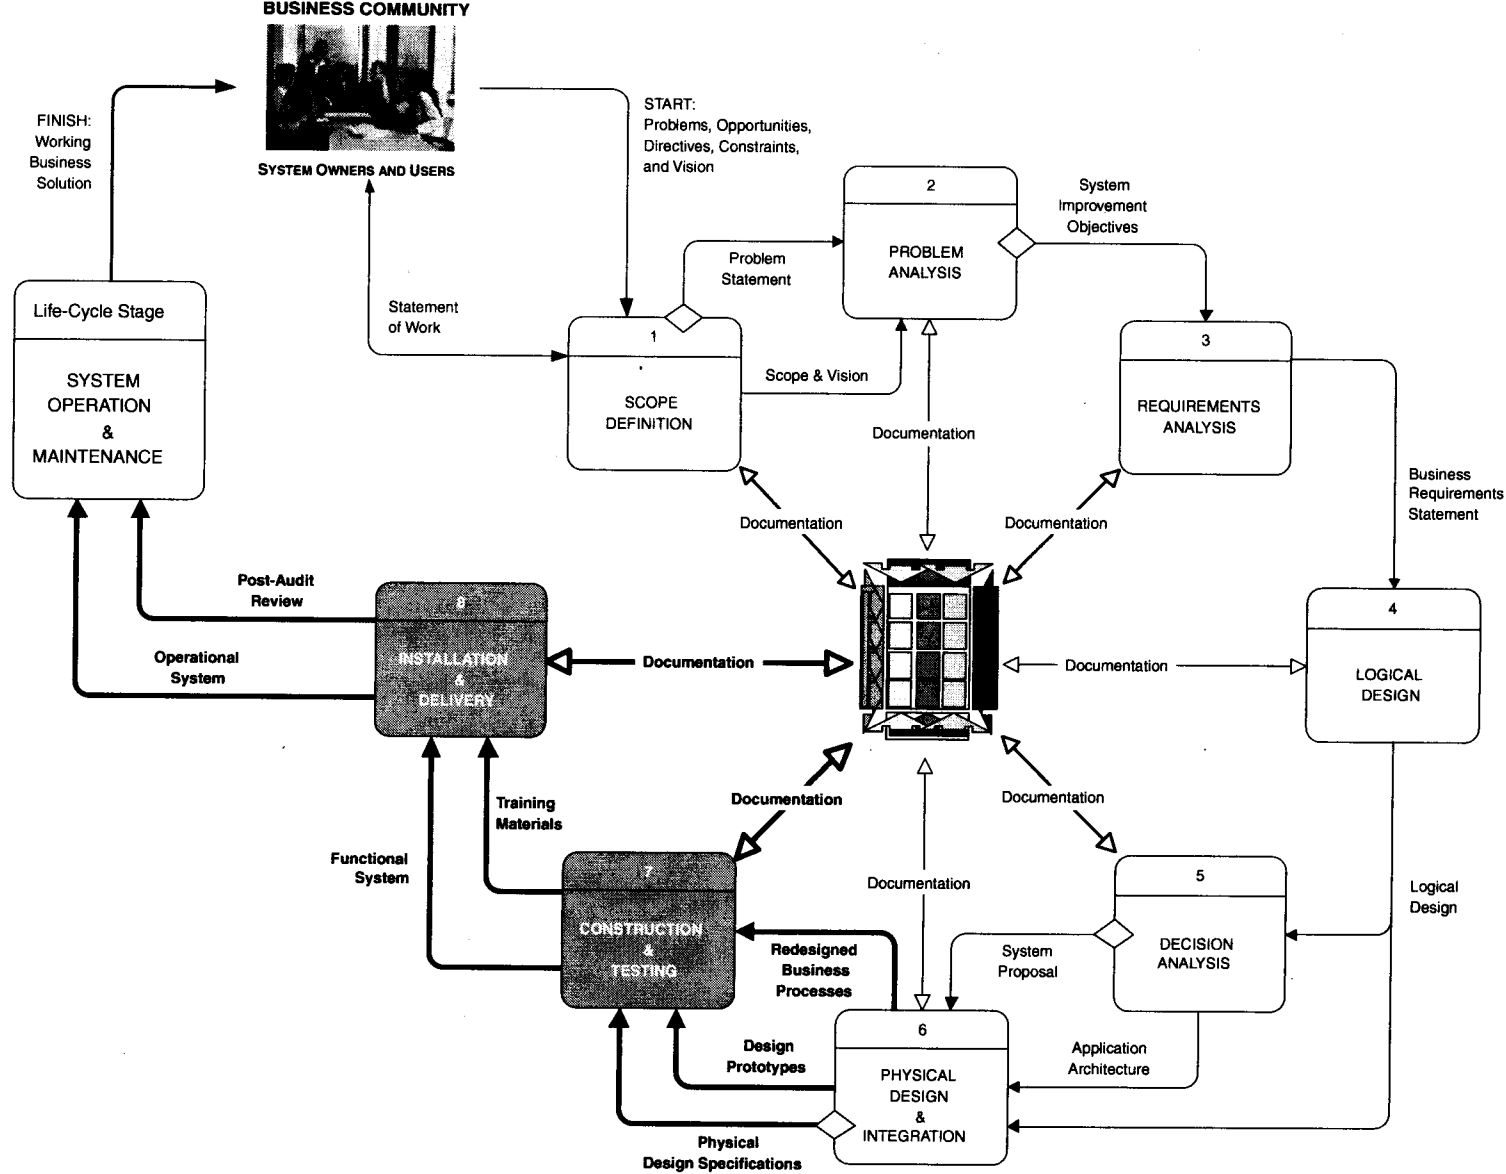 BUSINESS COMMUNITY
SYSTEM OWNERS AND USERS
FINISH:
Working
Business
Solution
START:
Problems, Opportunities,
Directives, Constraints,
and Vision
Statement
of Work
Life-Cycle Stage
SYSTEM
OPERATION
&
MAINTENANCE
1
SCOPE
DEFINITION
Problem
Statement
Scope & Vision
2
PROBLEM
ANALYSIS
System
Improvement
Objectives
3
REQUIREMENTS
ANALYSIS
Business
Requirements
Statement
Documentation
Documentation
Documentation
4
LOGICAL
DESIGN
Documentation
Post-Audit
Review
Operational
System
8
INSTALLATION
&
DELIVERY
Documentation
Training
Materials
Functional
System
Documentation
Documentation
Documentation
7
CONSTRUCTION
&
TESTING
Redesigned
Business
Processes
System
Proposal
5
DECISION
ANALYSIS
Logical
Design
Design
Prototypes
Physical
Design Specifications
6
PHYSICAL
DESIGN
&
INTEGRATION
Application
Architecture